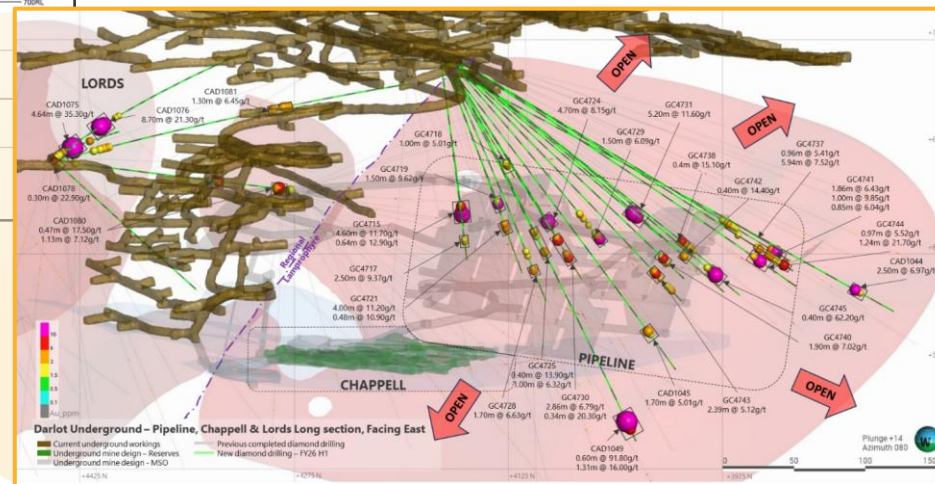 700RL
LORDS
CAD1075
4.64m @ 35.30g/t
CAD1076
8.70m @ 21.30g/t
CAD1081
1.30m @ 6.45g/t
CAD1078
0.30m @ 22.90g/t
CAD1080
0.47m @ 17.50g/t
1.13m @ 7.12g/t
Regional
Lamprophyre
GC4718
1.00m @ 5.01g/t
GC4719
1.50m @ 9.62g/t
GC4715
4.60m @ 11.70g/t
0.64m @ 12.90g/t
GC4717
2.50m @ 9.37g/t
GC4721
4.00m @ 11.20g/t
0.48m @ 10.90g/t
GC4724
4.70m @ 8.15g/t
GC4729
1.50m @ 6.09g/t
GC4731
5.20m @ 11.60g/t
GC4738
0.4m @ 15.10g/t
GC4742
0.40m @ 14.40g/t
GC4737
0.96m @ 5.41g/t
5.94m @ 7.52g/t
GC4741
1.86m @ 6.43g/t
1.00m @ 9.85g/t
0.85m @ 6.04g/t
GC4744
0.97m @ 5.52g/t
1.24m @ 21.70g/t
CAD1044
2.50m @ 6.97g/t
GC4745
0.40m @ 62.20g/t
GC4740
1.90m @ 7.02g/t
GC4743
2.39m @ 5.12g/t
CAD1045
1.70m @ 5.01g/t
GC4725
0.40m @ 13.90g/t
1.00m @ 6.32g/t
GC4728
1.70m @ 6.63g/t
GC4730
2.86m @ 6.79g/t
0.34m @ 20.30g/t
CAD1049
0.60m @ 91.80g/t
1.31m @ 16.00g/t
OPEN
OPEN
OPEN
OPEN
PIPELINE
CHAPPELL
Au_ppm
Darlot Underground – Pipeline, Chappell & Lords Long section, Facing East
Current underground workings
Underground mine deign – Reserves
Underground mine design - MSO
Previous completed diamond drilling
New diamond drilling – FY26 H1
Plunge +14
Azimuth 080
W
0 50 100 150
+4425 N
+4275 N
+4125 N
+3975 N